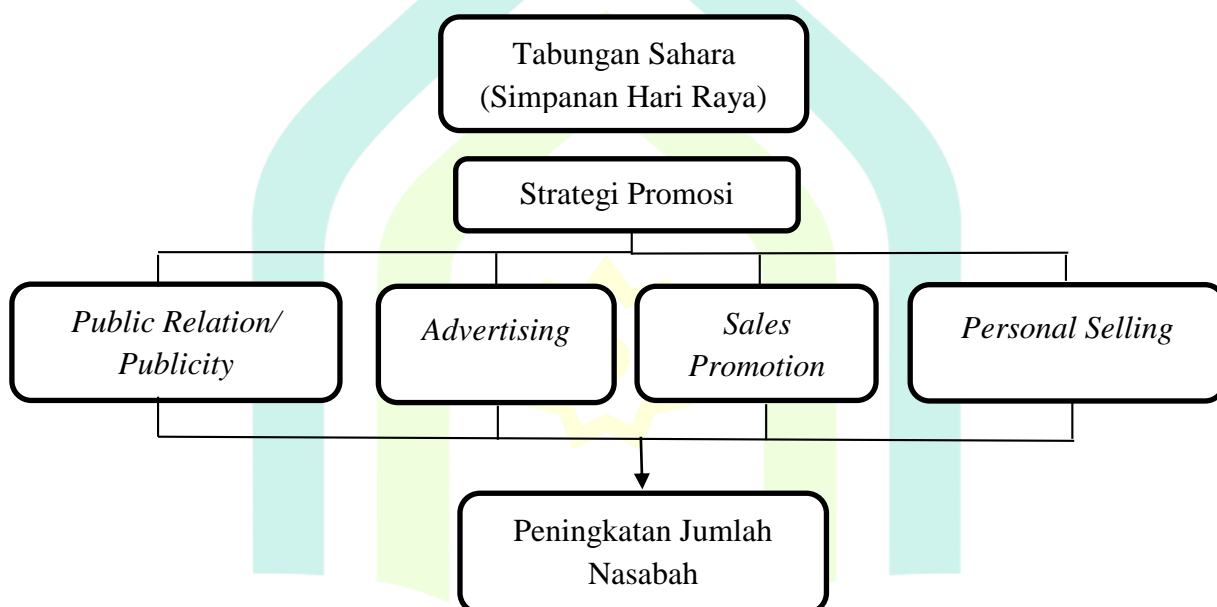 Tabungan Sahara
(Simpanan Hari Raya)
Strategi Promosi
Public Relation/
Publicity
Advertising
Sales
Promotion
Personal Selling
Peningkatan Jumlah
Nasabah